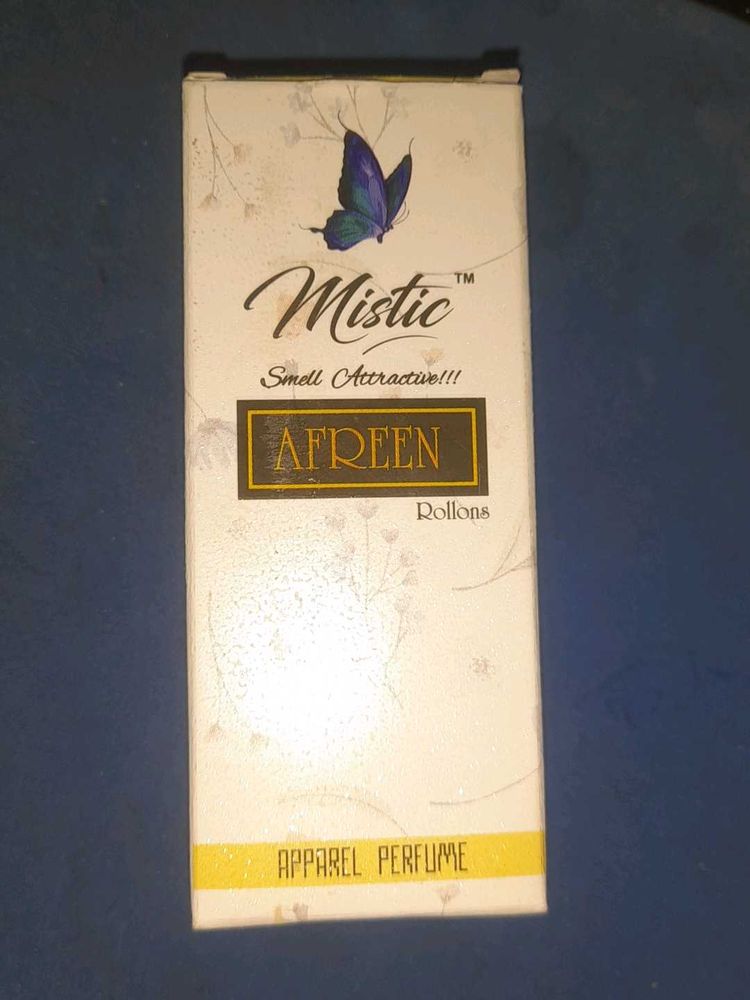 Mistic™
Smell Attractive!!!
AFREEN
Rollons
APPAREL PERFUME